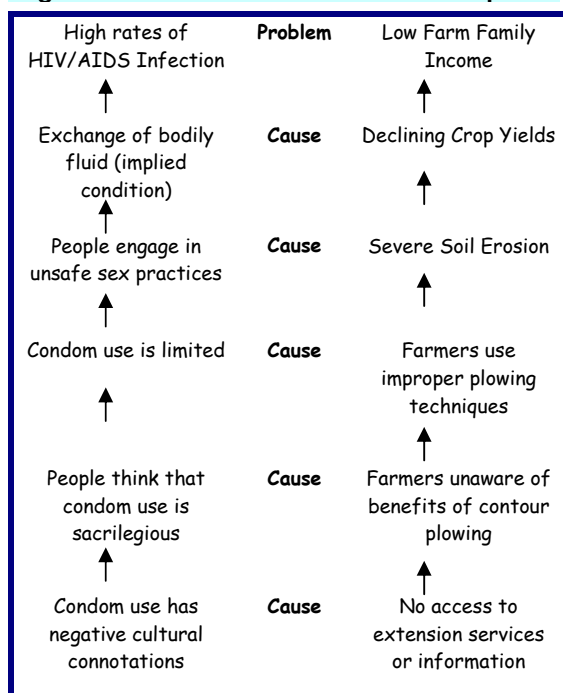 High rates of
HIV/AIDS Infection
Problem
Low Farm Family
Income
Exchange of bodily
fluid (implied
condition)
Cause
Declining Crop Yields
People engage in
unsafe sex practices
Cause
Severe Soil Erosion
Condom use is limited
Cause
Farmers use
improper plowing
techniques
People think that
condom use is
sacrilegious
Cause
Farmers unaware of
benefits of contour
plowing
Condom use has
negative cultural
connotations
Cause
No access to
extension services
or information